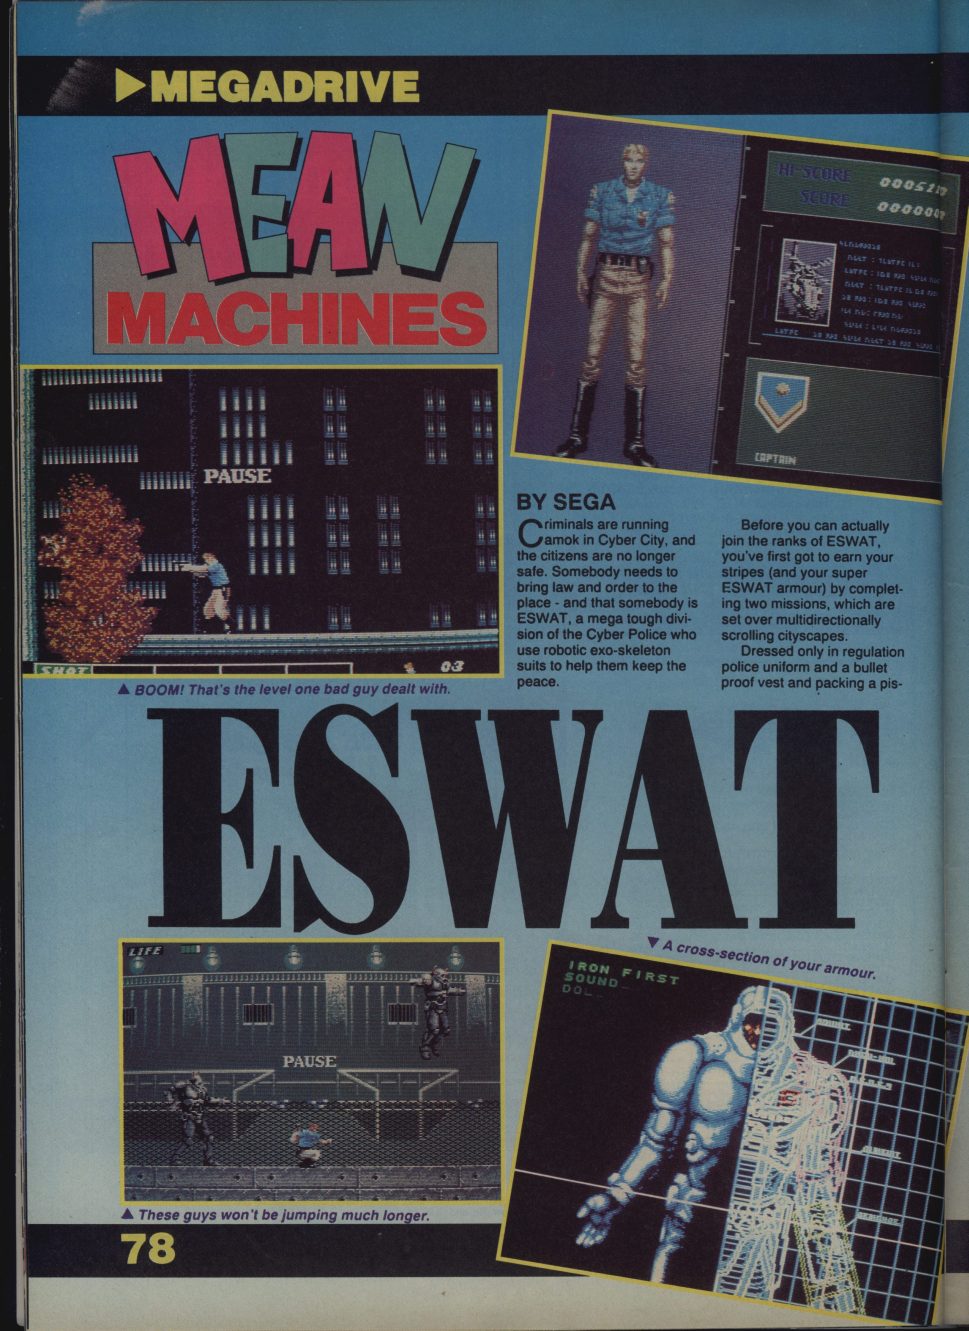 MEGADRIVE
MEAN
MACHINES
HI-SCORE
SCORE
CAPTAIN
PAUSE
SHOT
03
▲ BOOM! That's the level one bad guy dealt with.
BY SEGA
Criminals are running
amok in Cyber City, and
the citizens are no longer
safe. Somebody needs to
bring law and order to the
place - and that somebody is
ESWAT, a mega tough divi-
sion of the Cyber Police who
use robotic exo-skeleton
suits to help them keep the
peace.
Before you can actually
join the ranks of ESWAT,
you've first got to earn your
stripes (and your super
ESWAT armour) by complet-
ing two missions, which are
set over multidirectionally
scrolling cityscapes.
Dressed only in regulation
police uniform and a bullet
proof vest and packing a pis-
ESWAT
LIFE
PAUSE
▲ These guys won't be jumping much longer.
▼ A cross-section of your armour.
IRON FIRST
SOUND
DOL
78